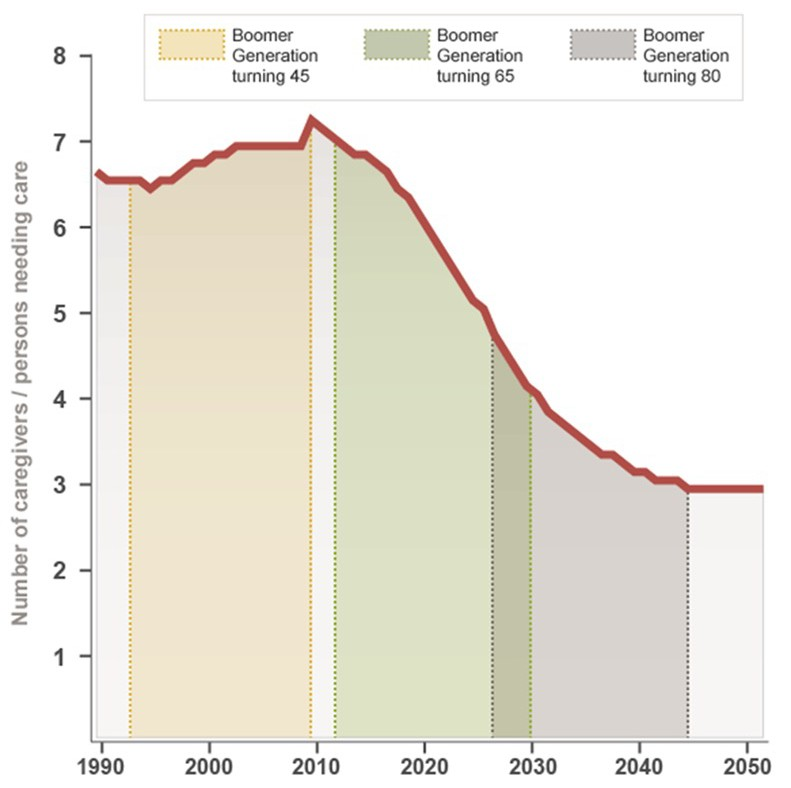 Boomer
Generation
turning 45
Boomer
Generation
turning 65
Boomer
Generation
turning 80
Number of caregivers / persons needing care
8
7
6
5
4
3
2
1
1990 2000 2010 2020 2030 2040 2050